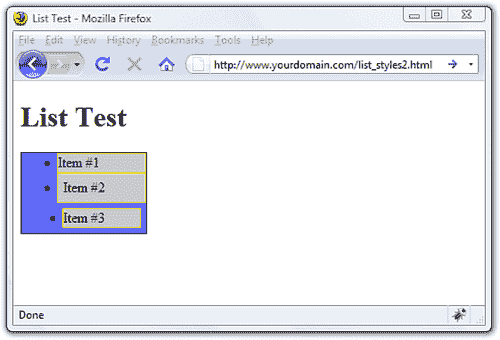 List Test - Mozilla Firefox
File Edit View History Bookmarks Tools Help
http://www.yourdomain.com/list_styles2.html
List Test
Item #1
Item #2
Item #3
Done